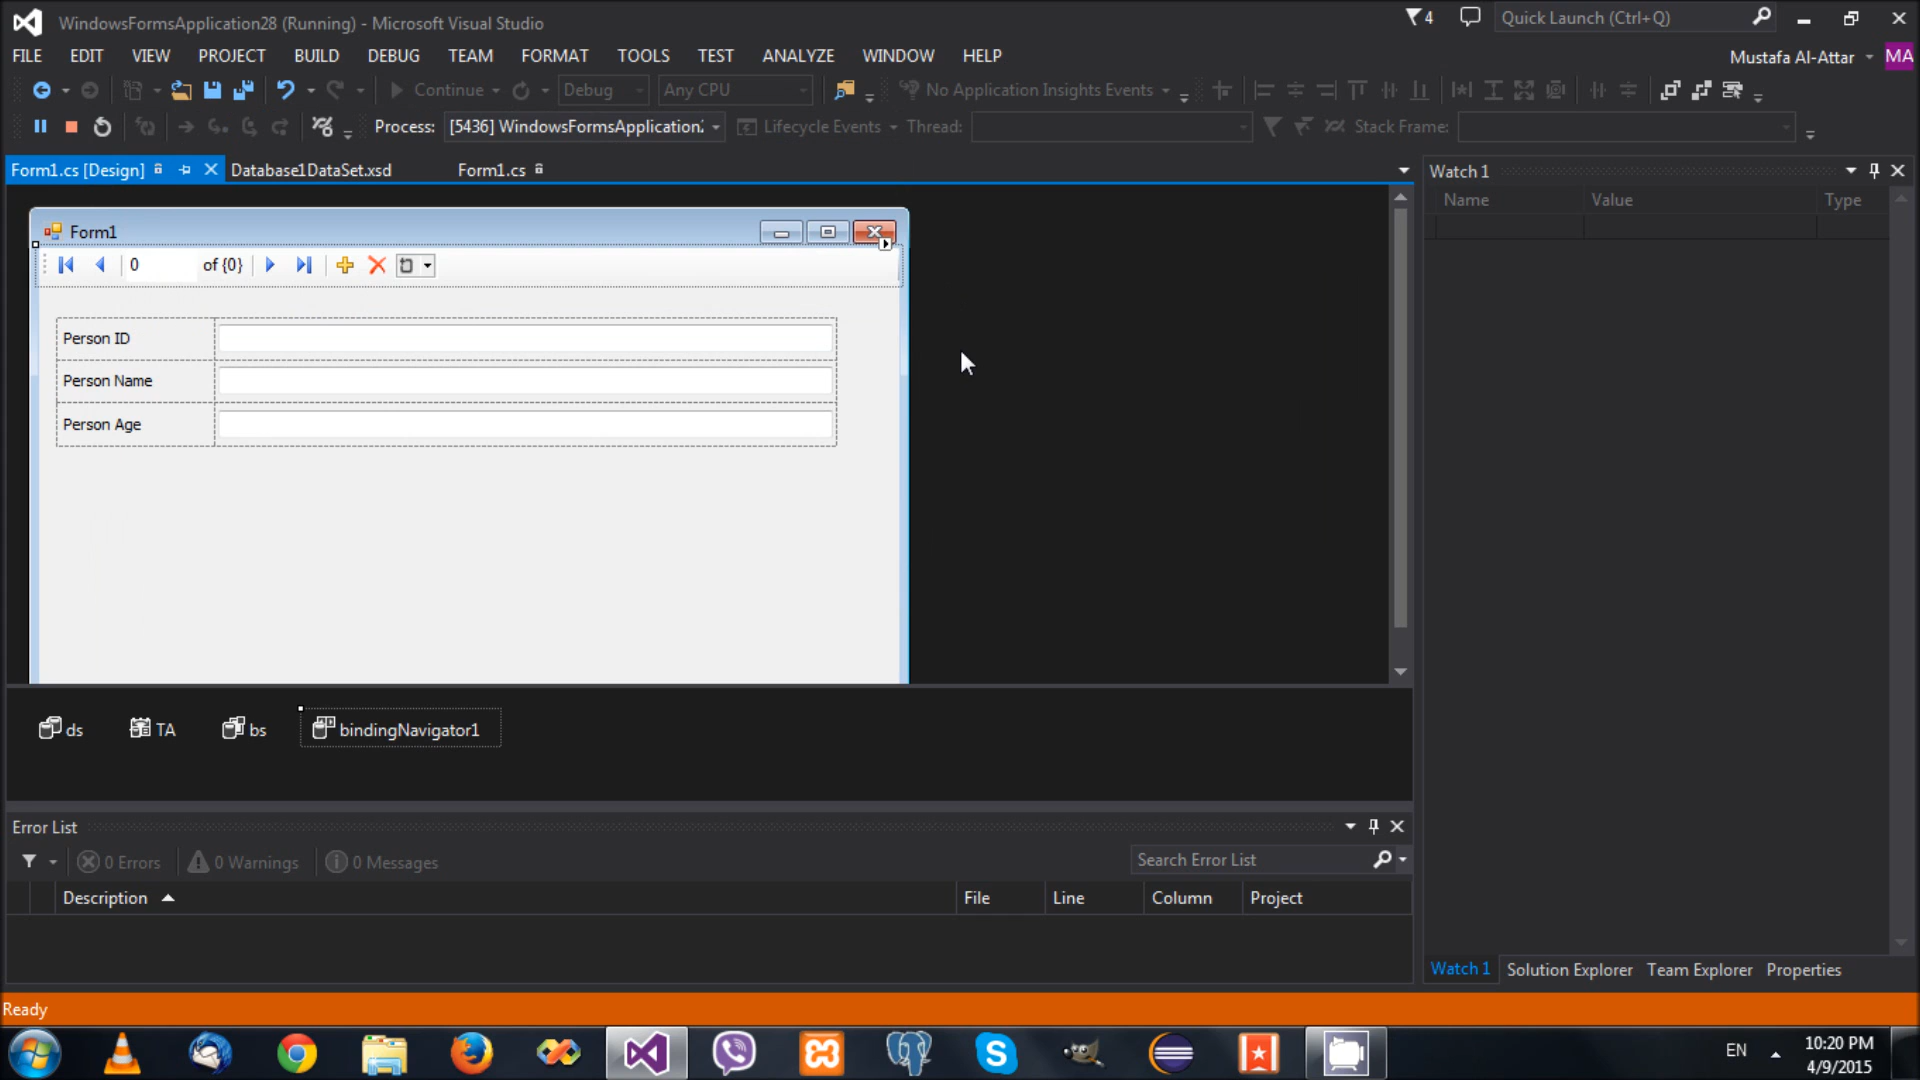 WindowsFormsApplication28 (Running) - Microsoft Visual Studio
4
Quick Launch (Ctrl+Q)
FILE EDIT VIEW PROJECT BUILD DEBUG TEAM FORMAT TOOLS TEST ANALYZE WINDOW HELP
Mustafa Al-Attar MA
Continue Debug Any CPU No Application Insights Events
Process: [5436] WindowsFormsApplication Lifecycle Events Thread: Stack Frame:
Form1.cs [Design] Database1DataSet.xsd Form1.cs
Watch 1
Name Value Type
Form1
0 of {0}
Person ID
Person Name
Person Age
ds TA bs bindingNavigator1
Error List
0 Errors 0 Warnings 0 Messages
Search Error List
Description File Line Column Project
Watch 1 Solution Explorer Team Explorer Properties
Ready
EN
10:20 PM
4/9/2015